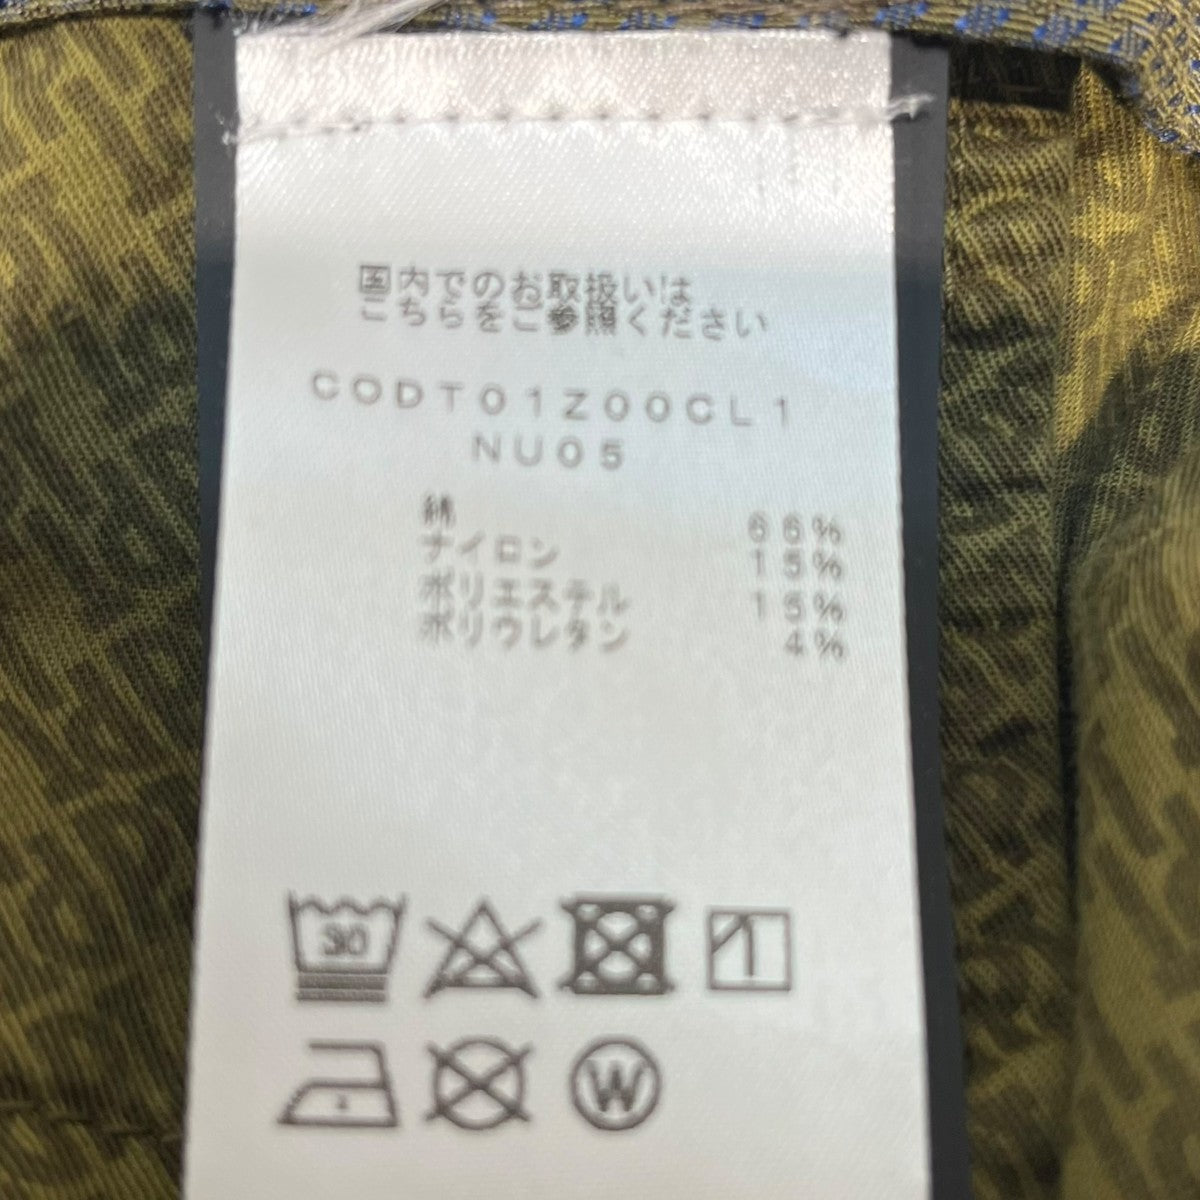 国内でのお取扱いは
こちらをご参照ください
CODT01Z00CL1
NU05
綿 66%
ナイロン 15%
ポリエステル 15%
ポリウレタン 4%
30
W